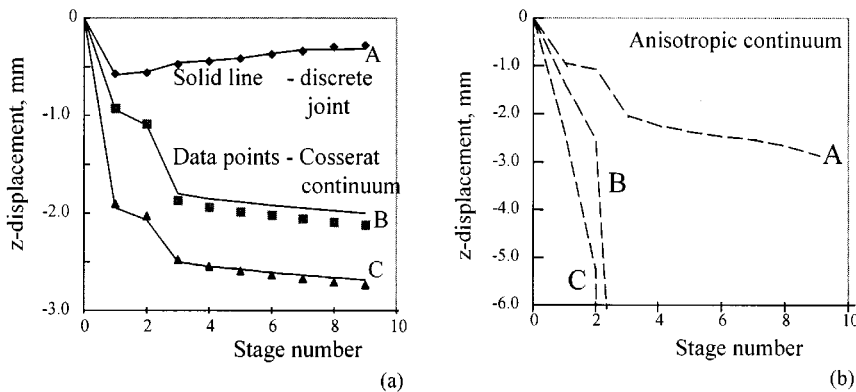 0
-1.0
-2.0
-3.0
z-displacement, mm
A
Solid line - discrete
joint
Data points - Cosserat
continuum
B
C
0 2 4 6 8 10
Stage number
(a)
0
-1.0
-2.0
-3.0
-4.0
-5.0
-6.0
z-displacement, mm
Anisotropic continuum
A
B
C
0 2 4 6 8 10
Stage number
(b)